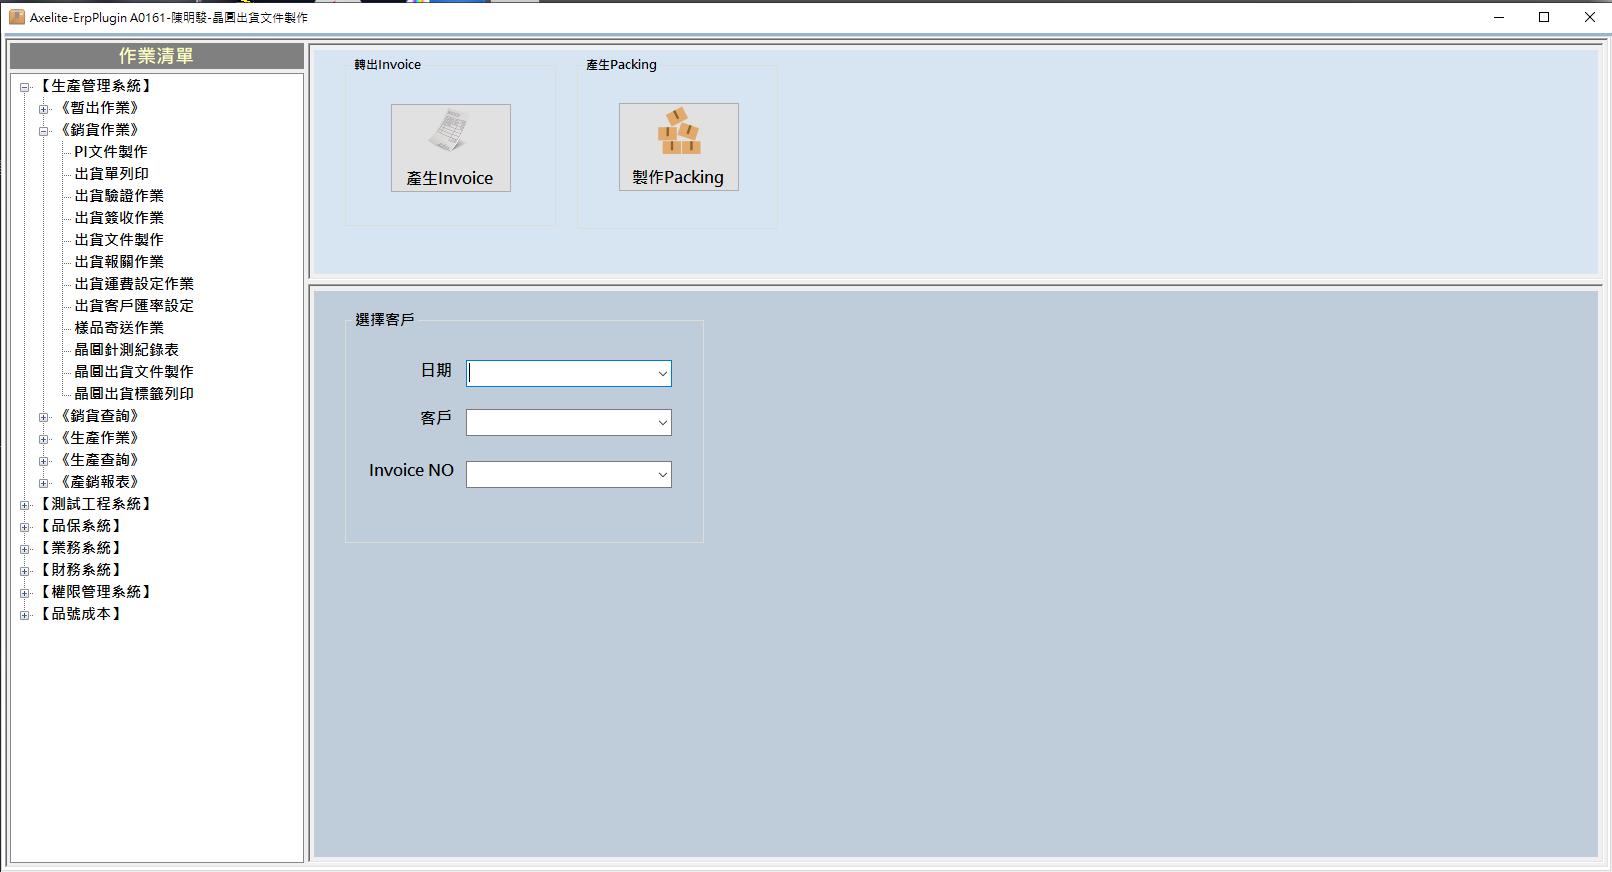 Axelite-ErpPlugin A0161-陳明駿-晶圓出貨文件製作
作業清單
【生產管理系統】
《暫出作業》
《銷貨作業》
PI文件製作
出貨單列印
出貨驗證作業
出貨簽收作業
出貨文件製作
出貨報關作業
出貨運費設定作業
出貨客戶匯率設定
樣品寄送作業
晶圓針測紀錄表
晶圓出貨文件製作
晶圓出貨標籤列印
《銷貨查詢》
《生產作業》
《生產查詢》
《產銷報表》
【測試工程系統】
【品保系統】
【業務系統】
【財務系統】
【權限管理系統】
【品號成本】
轉出Invoice
產生Invoice
產生Packing
製作Packing
選擇客戶
日期
客戶
Invoice NO